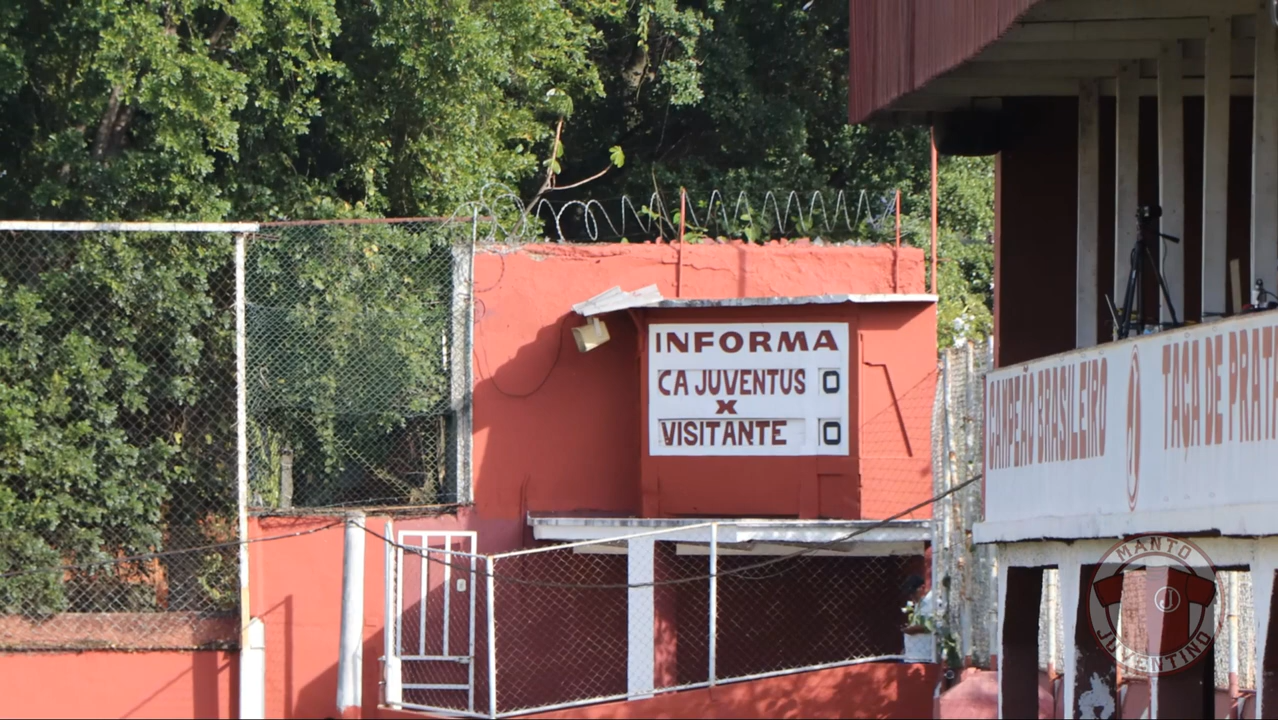 INFORMA
CA JUVENTUS 0
X
VISITANTE 0
CAMPEÃO BRASILEIRO J TAÇA DE PRATA
MANTO
J
JUVENTINO